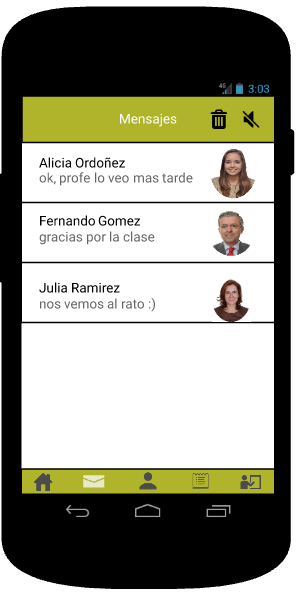 4G 3:03
Mensajes
Alicia Ordoñez
ok, profe lo veo mas tarde
Fernando Gomez
gracias por la clase
Julia Ramirez
nos vemos al rato :)